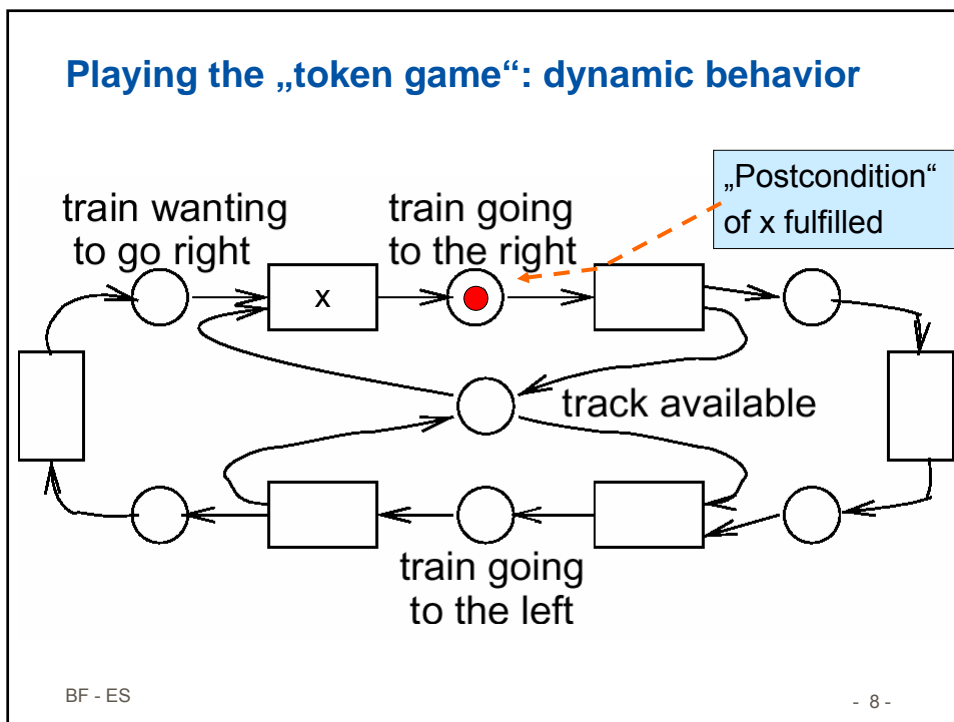 Playing the „token game“: dynamic behavior
„Postcondition“
of x fulfilled
train wanting
to go right
train going
to the right
x
track available
train going
to the left
BF - ES
- 8 -